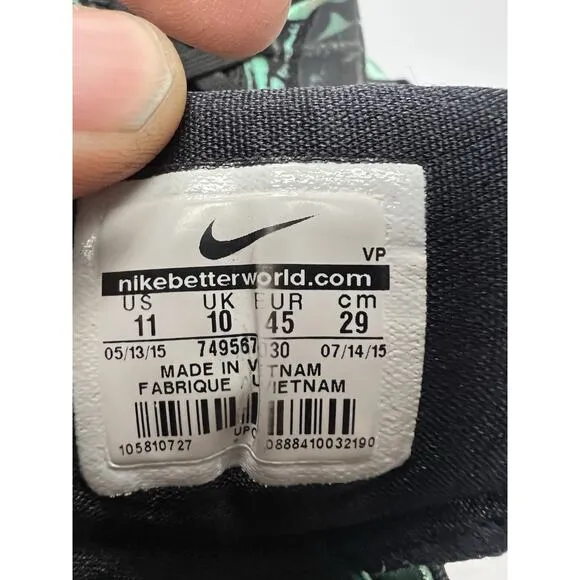 VP
nikebetterworld.com
US UK EUR cm
11 10 45 29
05/13/15 749567 030 07/14/15
MADE IN VIETNAM
FABRIQUE AU VIETNAM
105810727 UPC 00888410032190